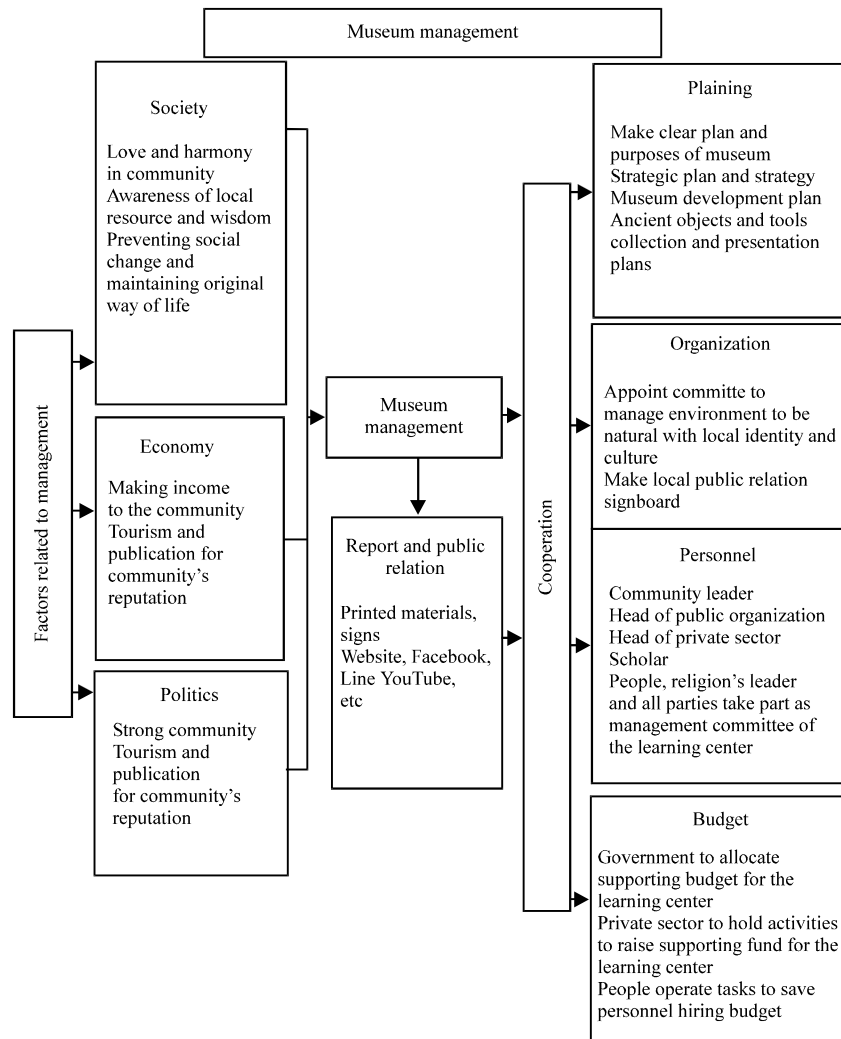 Museum management
Factors related to management
Society
Love and harmony
in community
Awareness of local
resource and wisdom
Preventing social
change and
maintaining original
way of life
Economy
Making income
to the community
Tourism and
publication for
community's
reputation
Politics
Strong community
Tourism and
publication
for community's
reputation
Museum
management
Report and public
relation
Printed materials,
signs
Website, Facebook,
Line YouTube,
etc
Cooperation
Plaining
Make clear plan and
purposes of museum
Strategic plan and strategy
Museum development plan
Ancient objects and tools
collection and presentation
plans
Organization
Appoint committe to
manage environment to be
natural with local identity and
culture
Make local public relation
signboard
Personnel
Community leader
Head of public organization
Head of private sector
Scholar
People, religion's leader
and all parties take part as
management committee of
the learning center
Budget
Government to allocate
supporting budget for the
learning center
Private sector to hold activities
to raise supporting fund for the
learning center
People operate tasks to save
personnel hiring budget